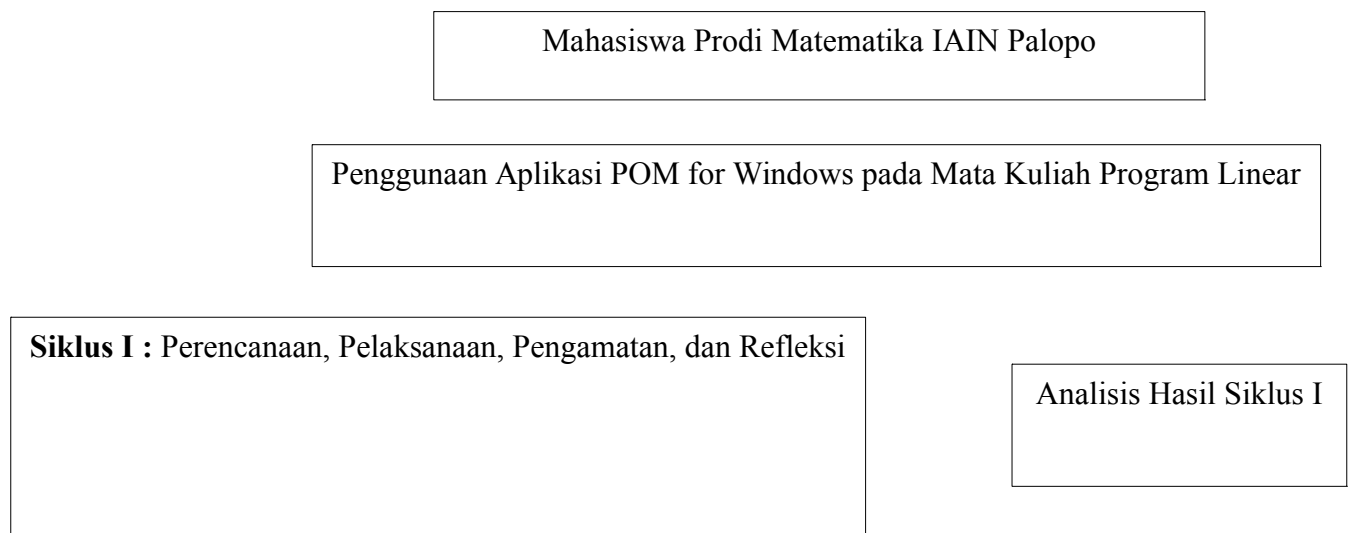 Mahasiswa Prodi Matematika IAIN Palopo
Penggunaan Aplikasi POM for Windows pada Mata Kuliah Program Linear
Siklus I : Perencanaan, Pelaksanaan, Pengamatan, dan Refleksi
Analisis Hasil Siklus I